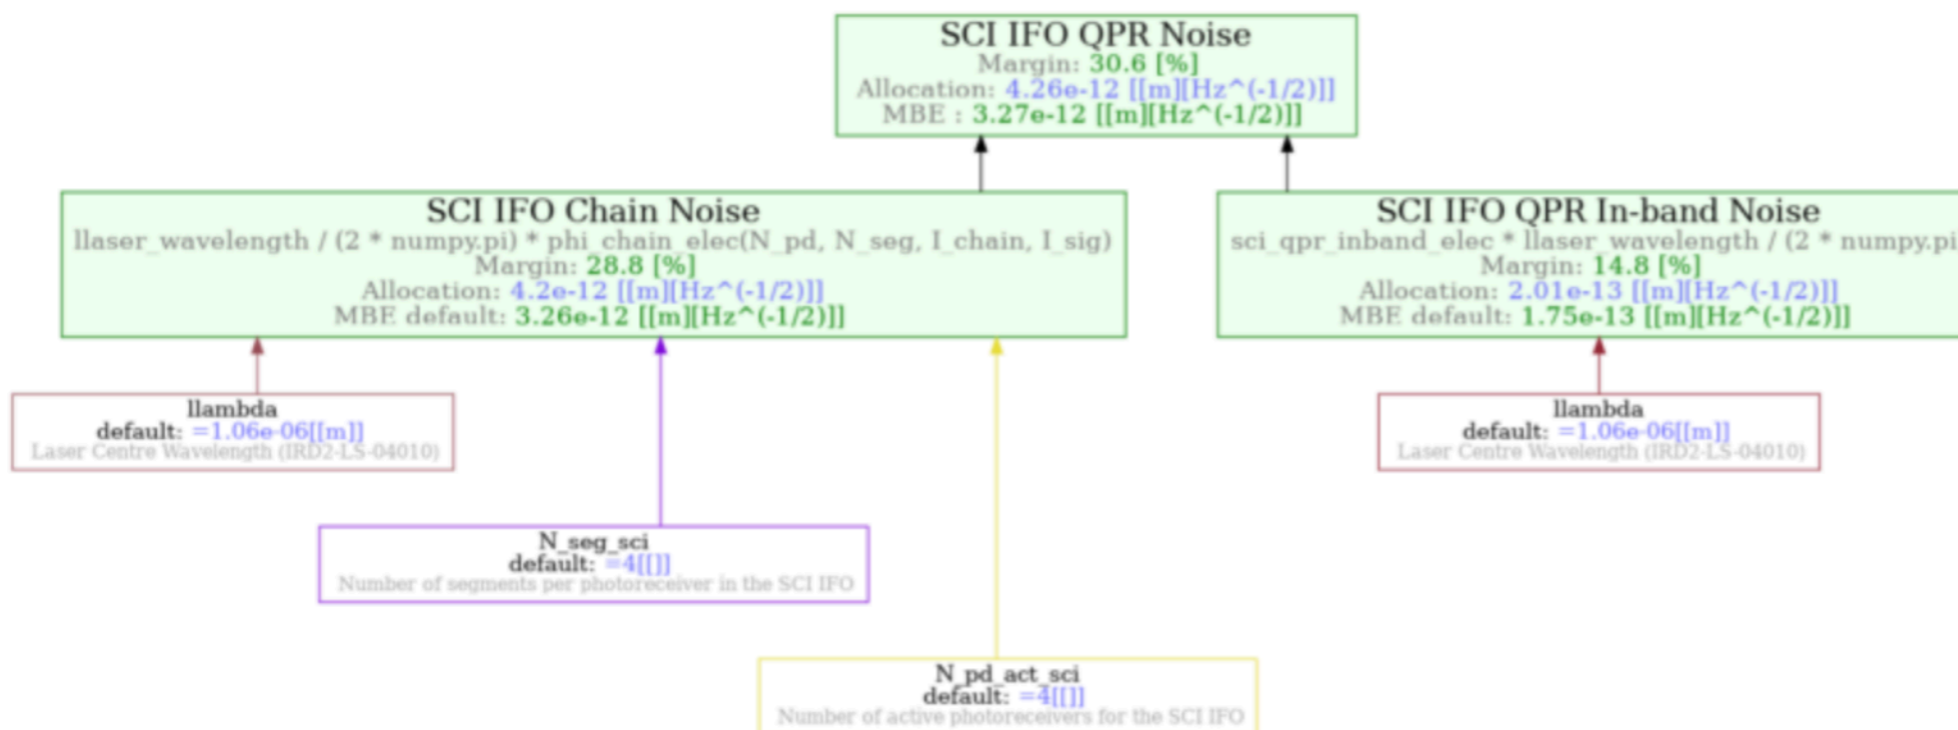 SCI IFO QPR Noise
Margin: 30.6 [%]
Allocation: 4.26e-12 [[m][Hz^(-1/2)]]
MBE : 3.27e-12 [[m][Hz^(-1/2)]]
SCI IFO Chain Noise
llaser_wavelength / (2 * numpy.pi) * phi_chain_elec(N_pd, N_seg, I_chain, I_sig)
Margin: 28.8 [%]
Allocation: 4.2e-12 [[m][Hz^(-1/2)]]
MBE default: 3.26e-12 [[m][Hz^(-1/2)]]
SCI IFO QPR In-band Noise
sci_qpr_inband_elec * llaser_wavelength / (2 * numpy.pi
Margin: 14.8 [%]
Allocation: 2.01e-13 [[m][Hz^(-1/2)]]
MBE default: 1.75e-13 [[m][Hz^(-1/2)]]
llambda
default: =1.06e-06[[m]]
Laser Centre Wavelength (IRD2-LS-04010)
llambda
default: =1.06e-06[[m]]
Laser Centre Wavelength (IRD2-LS-04010)
N_seg_sci
default: =4[[]]
Number of segments per photoreceiver in the SCI IFO
N_pd_act_sci
default: =4[[]]
Number of active photoreceivers for the SCI IFO